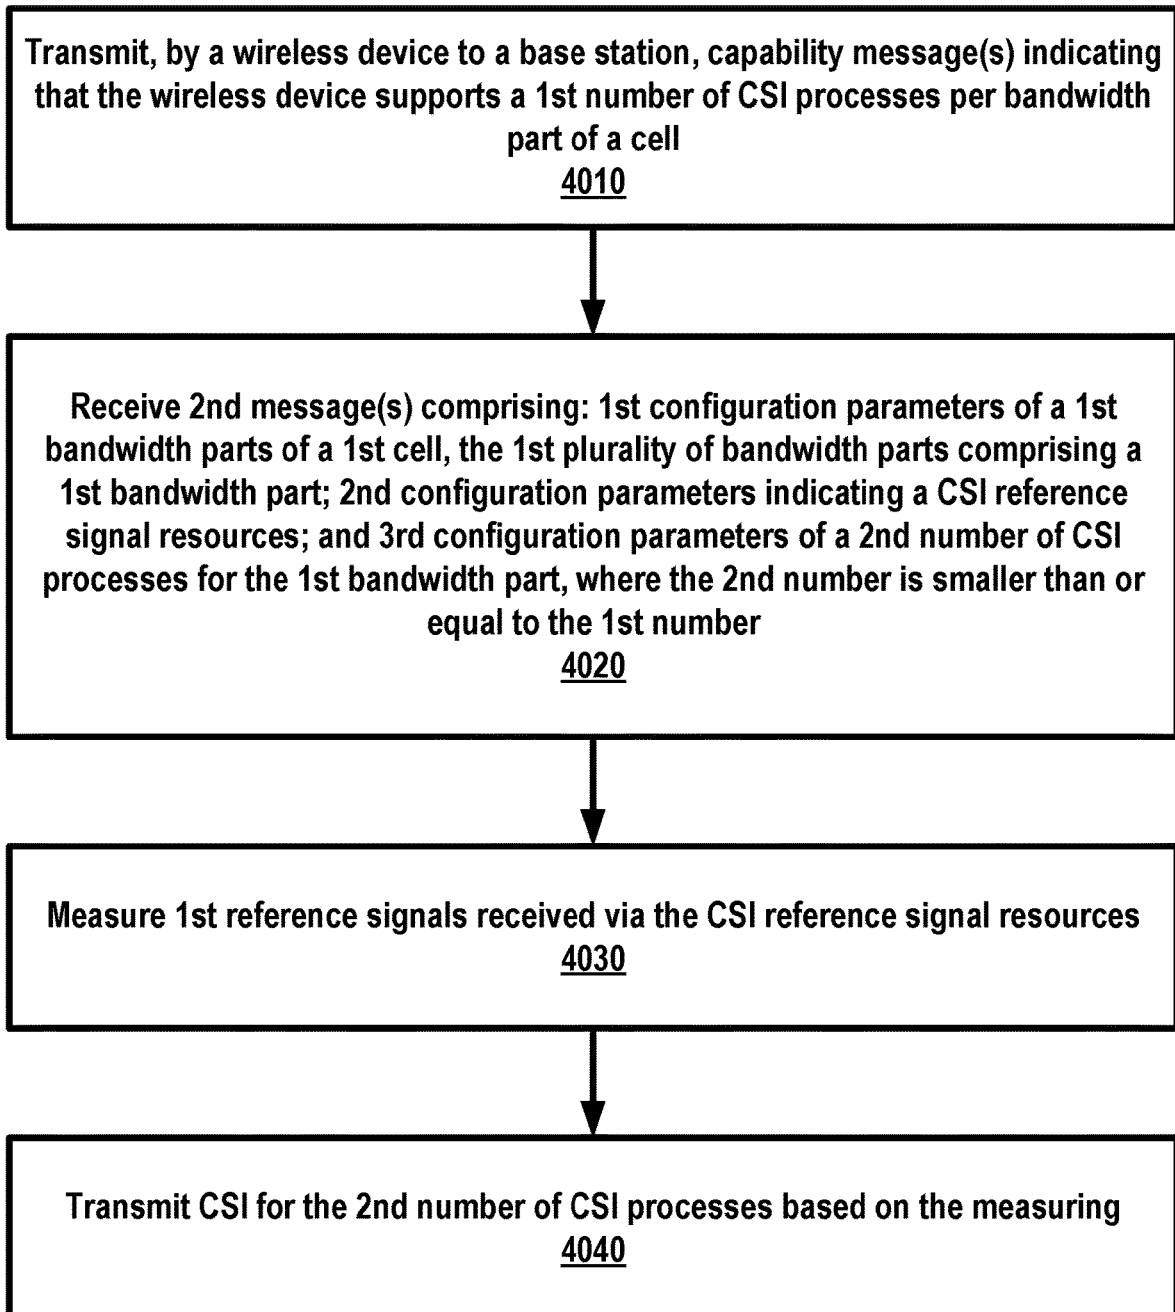 Transmit, by a wireless device to a base station, capability message(s) indicating
that the wireless device supports a 1st number of CSI processes per bandwidth
part of a cell
4010
Receive 2nd message(s) comprising: 1st configuration parameters of a 1st
bandwidth parts of a 1st cell, the 1st plurality of bandwidth parts comprising a
1st bandwidth part; 2nd configuration parameters indicating a CSI reference
signal resources; and 3rd configuration parameters of a 2nd number of CSI
processes for the 1st bandwidth part, where the 2nd number is smaller than or
equal to the 1st number
4020
Measure 1st reference signals received via the CSI reference signal resources
4030
Transmit CSI for the 2nd number of CSI processes based on the measuring
4040